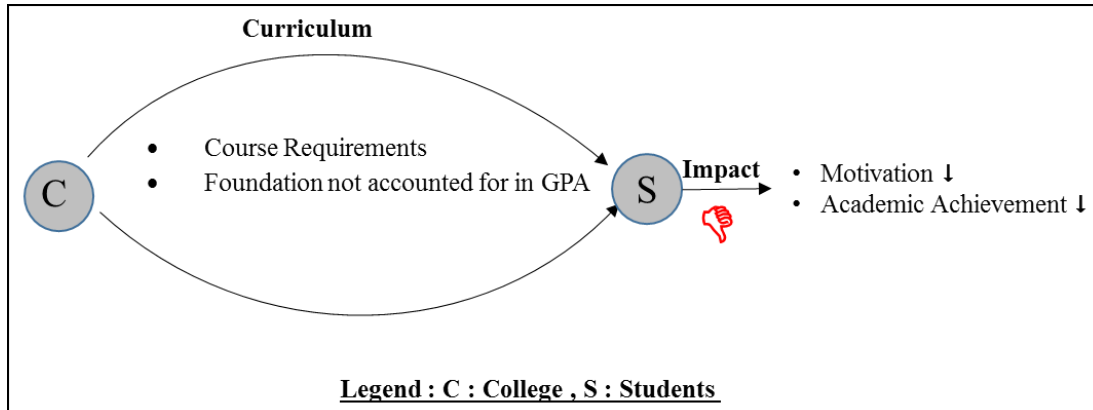 Curriculum
• Course Requirements
• Foundation not accounted for in GPA
C
S
Impact
• Motivation ↓
• Academic Achievement ↓
Legend : C : College , S : Students